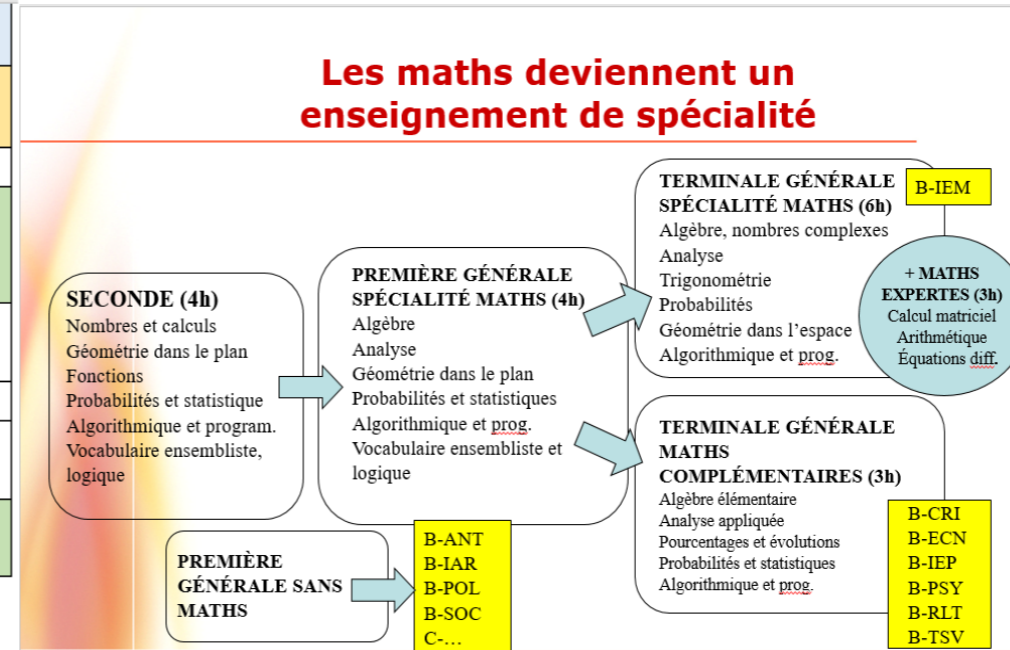 Les maths deviennent un
enseignement de spécialité
SECONDE (4h)
Nombres et calculs
Géométrie dans le plan
Fonctions
Probabilités et statistique
Algorithmique et program.
Vocabulaire ensembliste,
logique
PREMIÈRE GÉNÉRALE
SPÉCIALITÉ MATHS (4h)
Algèbre
Analyse
Géométrie dans le plan
Probabilités et statistiques
Algorithmique et prog.
Vocabulaire ensembliste et
logique
TERMINALE GÉNÉRALE
SPÉCIALITÉ MATHS (6h)
Algèbre, nombres complexes
Analyse
Trigonométrie
Probabilités
Géométrie dans l’espace
Algorithmique et prog.
B-IEM
+ MATHS
EXPERTES (3h)
Calcul matriciel
Arithmétique
Équations diff.
TERMINALE GÉNÉRALE
MATHS
COMPLÉMENTAIRES (3h)
Algèbre élémentaire
Analyse appliquée
Pourcentages et évolutions
Probabilités et statistiques
Algorithmique et prog.
B-CRI
B-ECN
B-IEP
B-PSY
B-RLT
B-TSV
PREMIÈRE
GÉNÉRALE SANS
MATHS
B-ANT
B-IAR
B-POL
B-SOC
C-…